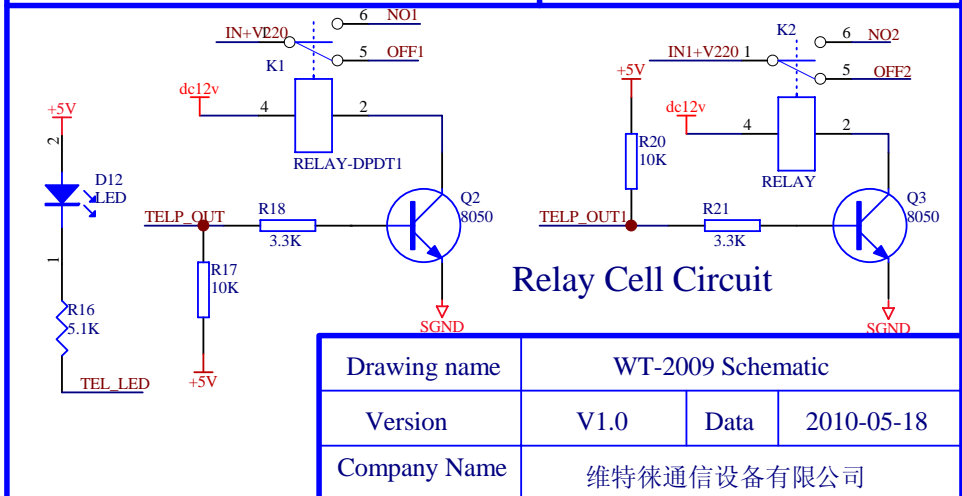 6 NO1
IN+V220
5 OFF1
K1
dc12v
4
2
RELAY-DPDT1
+5V
2
D12
LED
1
R16
5.1K
TEL_LED
TELP_OUT
R18
3.3K
R17
10K
+5V
Q2
8050
SGND
K2
6 NO2
IN1+V220 1
5 OFF2
+5V
dc12v
4
2
RELAY
R20
10K
TELP_OUT1
R21
3.3K
Q3
8050
SGND
Relay Cell Circuit
Drawing name WT-2009 Schematic
Version V1.0 Data 2010-05-18
Company Name 维特徕通信设备有限公司